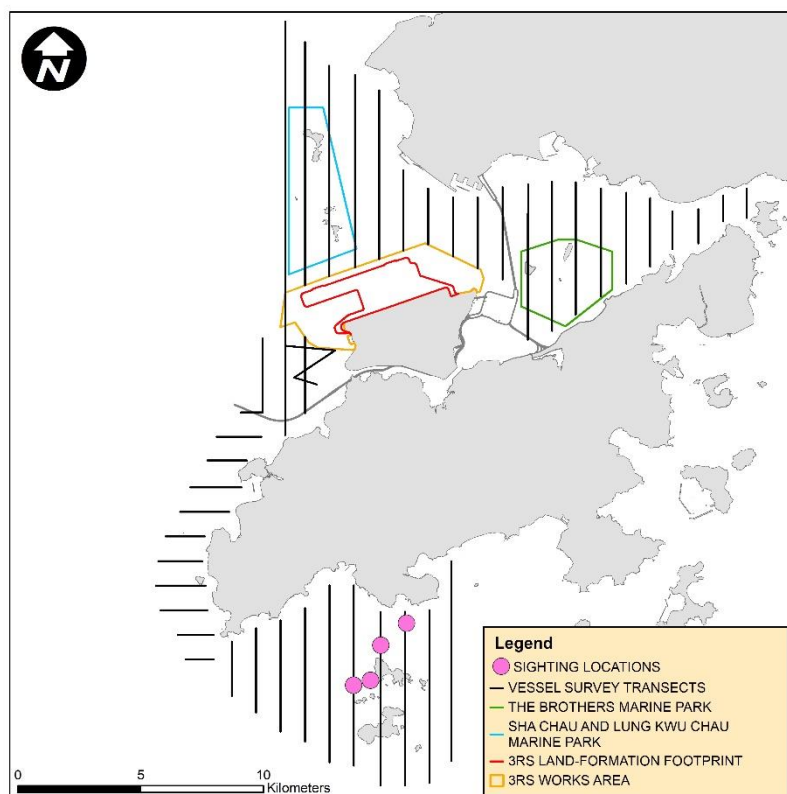 N
Legend
SIGHTING LOCATIONS
VESSEL SURVEY TRANSECTS
THE BROTHERS MARINE PARK
SHA CHAU AND LUNG KWU CHAU
MARINE PARK
3RS LAND-FORMATION FOOTPRINT
3RS WORKS AREA
0 5 10
Kilometers